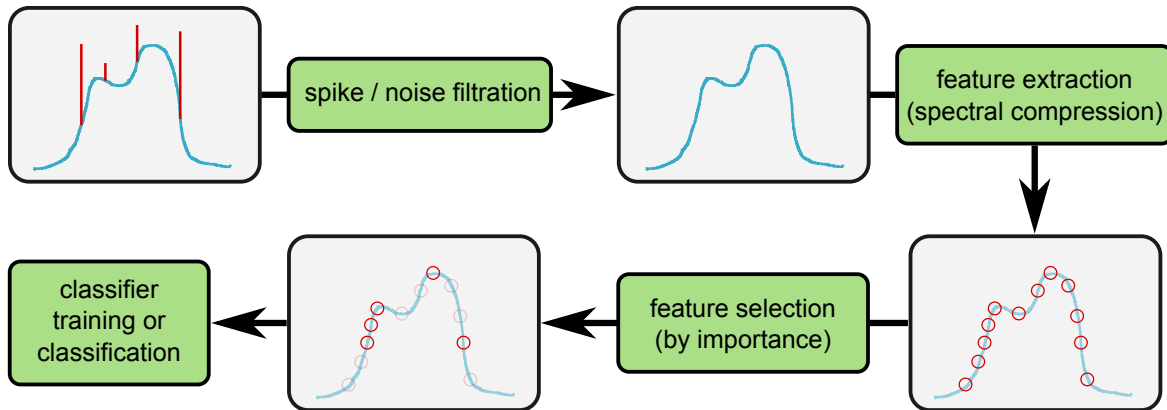 spike / noise filtration
feature extraction
(spectral compression)
feature selection
(by importance)
classifier
training or
classification